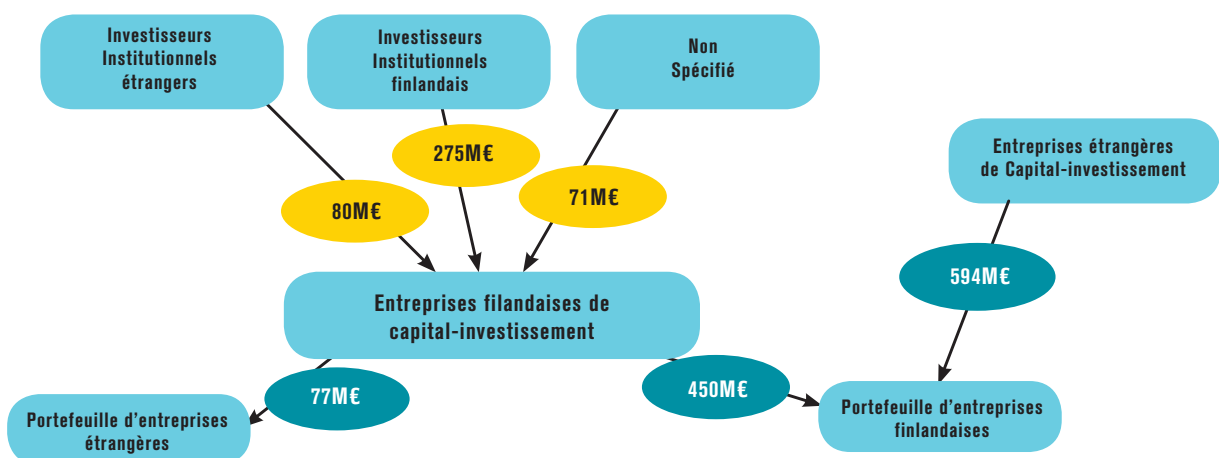 Investisseurs
Institutionnels
étrangers
Investisseurs
Institutionnels
finlandais
Non
Spécifié
275M€
80M€
71M€
Entreprises étrangères
de Capital-investissement
594M€
Entreprises filandaises de
capital-investissement
77M€
450M€
Portefeuille d'entreprises
étrangères
Portefeuille d'entreprises
finlandaises